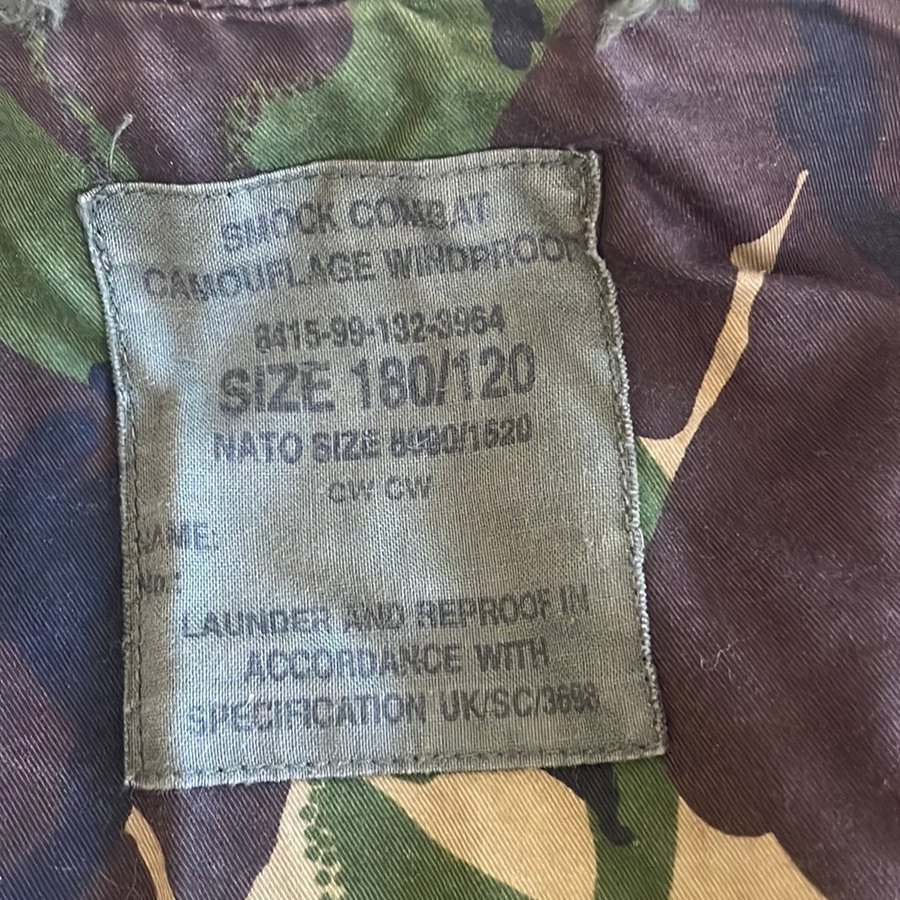 SMOCK COMBAT
CAMOUFLAGE WINDPROOF
8415-99-132-3964
SIZE 180/120
NATO SIZE 8090/1520
CW CW
NAME:
No.:
LAUNDER AND REPROOF IN
ACCORDANCE WITH
SPECIFICATION UK/SC/3698